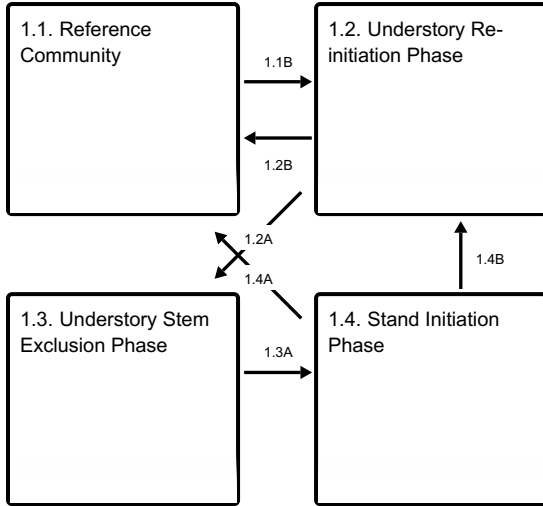 1.1. Reference
Community
1.2. Understory Re-
initiation Phase
1.1B
1.2B
1.2A
1.4A
1.4B
1.3. Understory Stem
Exclusion Phase
1.4. Stand Initiation
Phase
1.3A